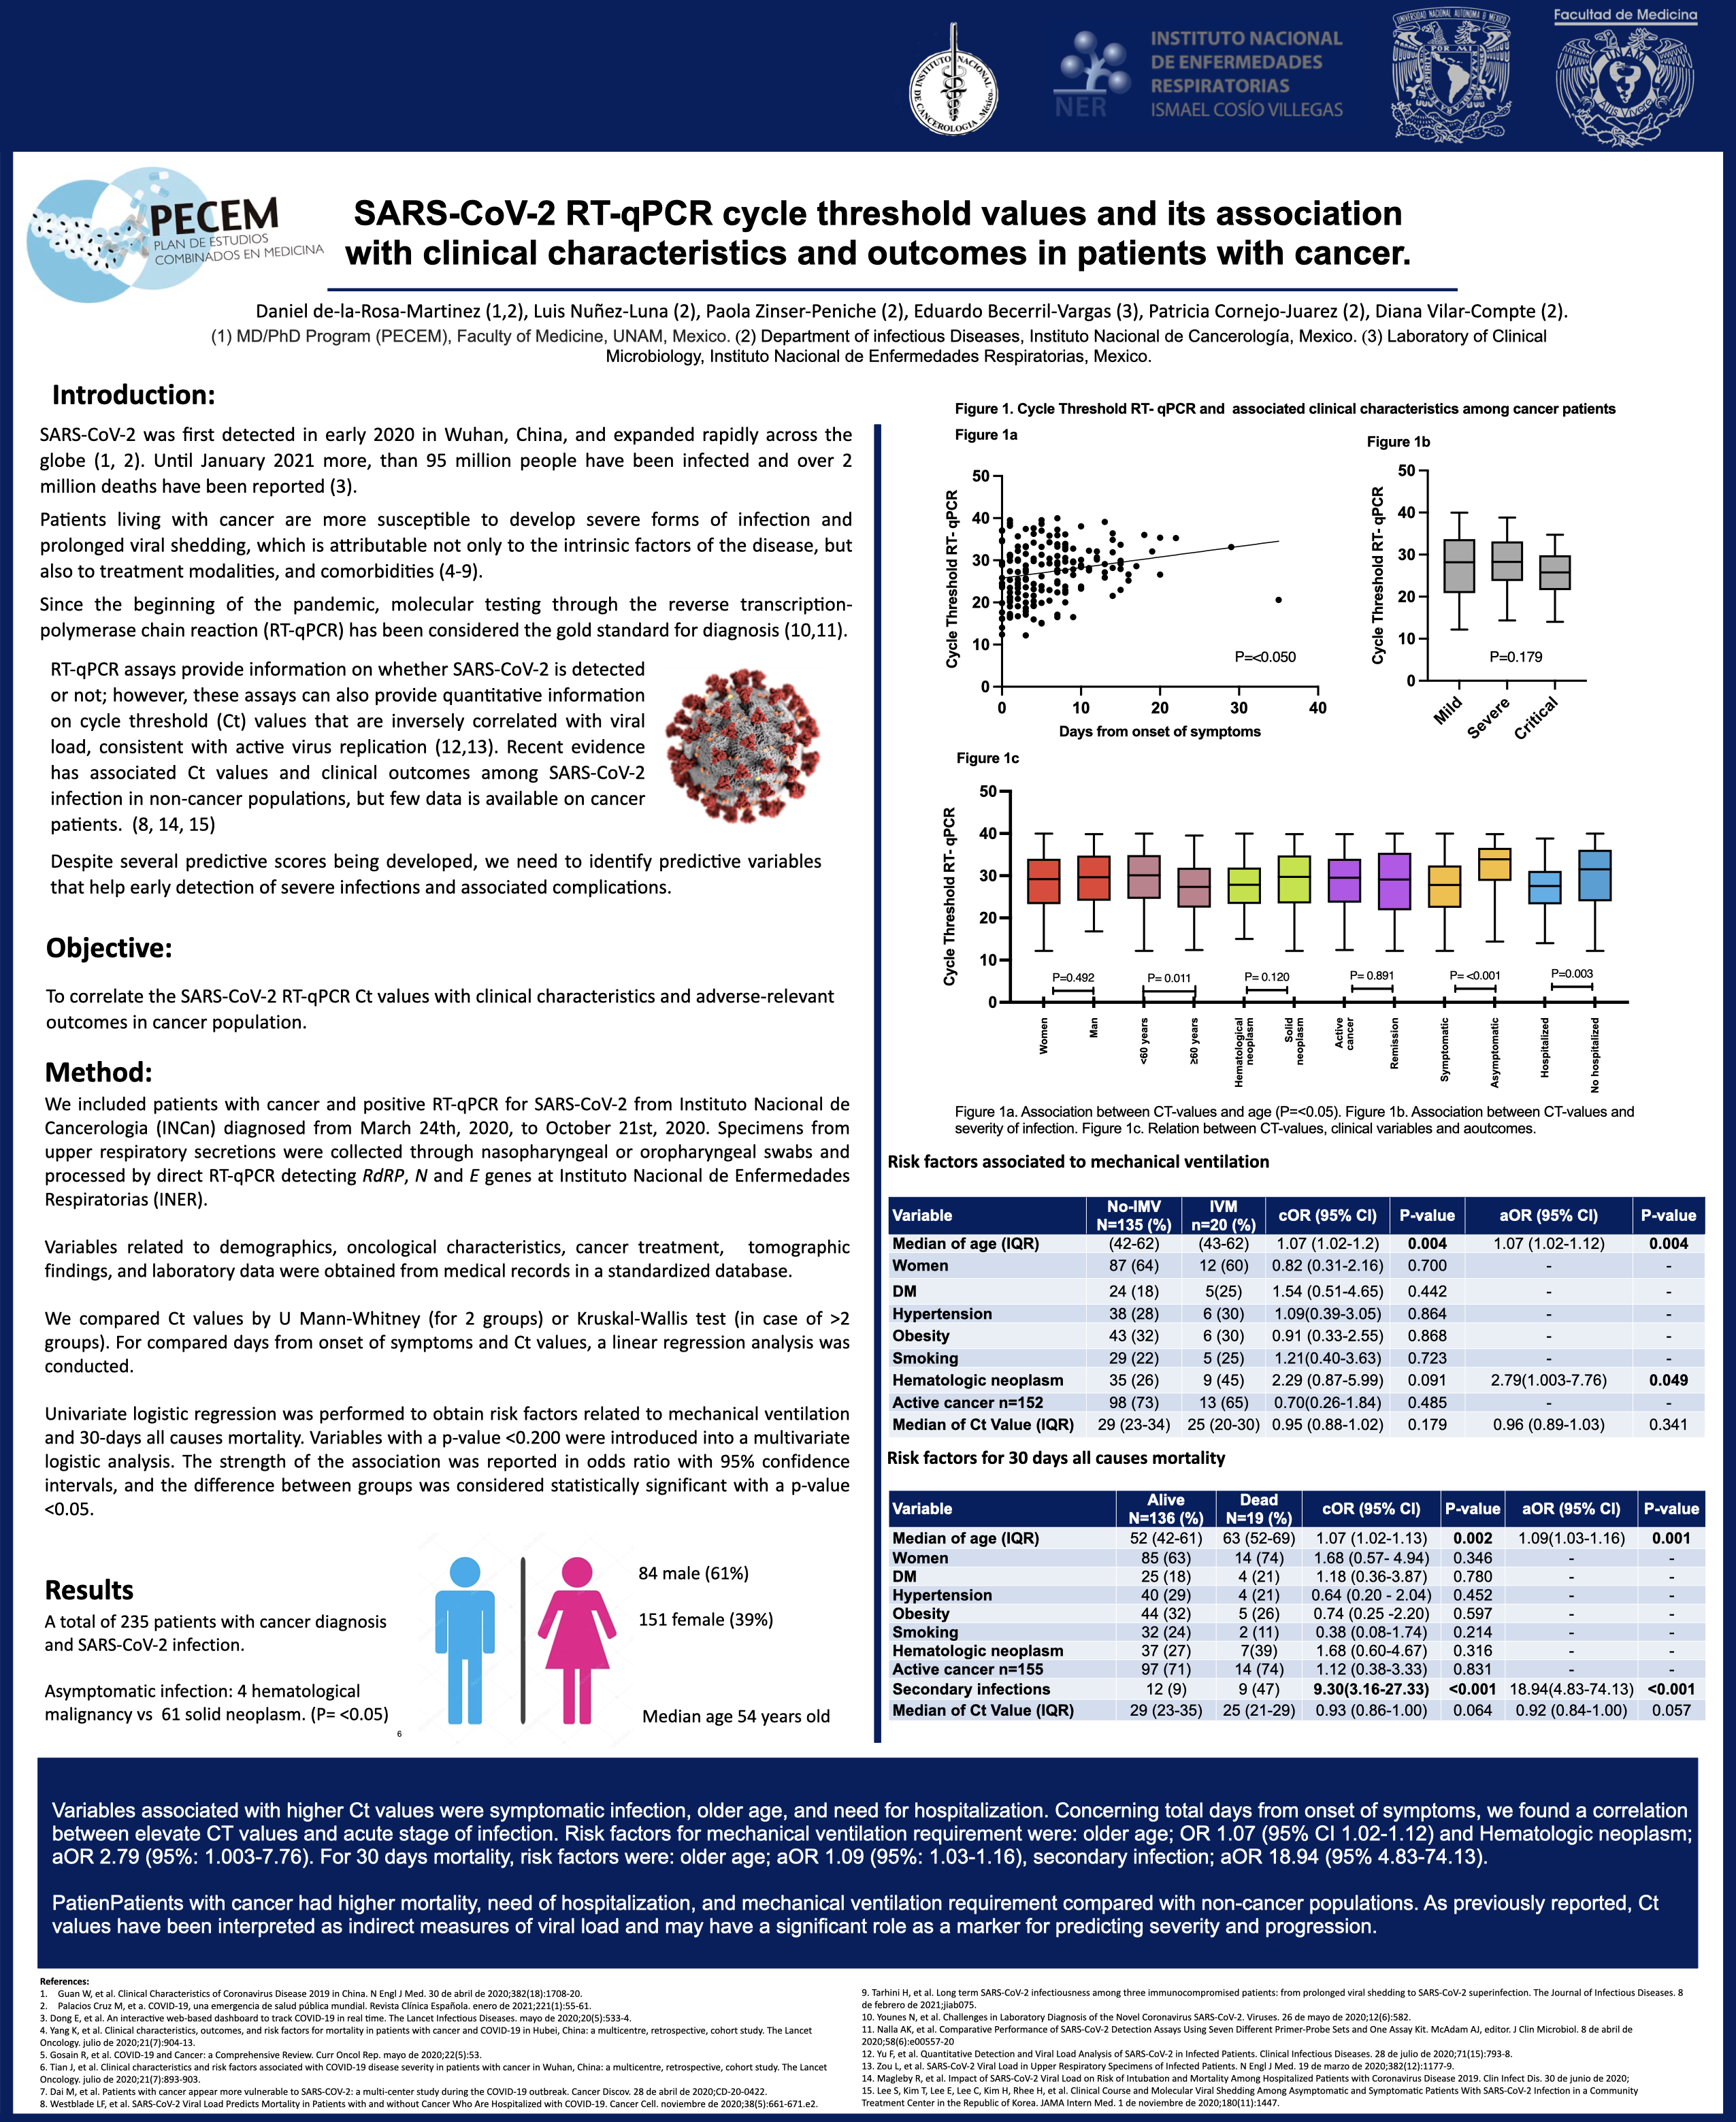 INSTITUTO NACIONAL DE CANCEROLOGIA México
NER
INSTITUTO NACIONAL
DE ENFERMEDADES
RESPIRATORIAS
ISMAEL COSÍO VILLEGAS
UNIVERSIDAD NACIONAL AUTONOMA DE MEXICO
POR MI
Facultad de Medicina
Aliis Vivere
PECEM
PLAN DE ESTUDIOS
COMBINADOS EN MEDICINA
SARS-CoV-2 RT-qPCR cycle threshold values and its association
with clinical characteristics and outcomes in patients with cancer.
Daniel de-la-Rosa-Martinez (1,2), Luis Nuñez-Luna (2), Paola Zinser-Peniche (2), Eduardo Becerril-Vargas (3), Patricia Cornejo-Juarez (2), Diana Vilar-Compte (2).
(1) MD/PhD Program (PECEM), Faculty of Medicine, UNAM, Mexico. (2) Department of infectious Diseases, Instituto Nacional de Cancerología, Mexico. (3) Laboratory of Clinical
Microbiology, Instituto Nacional de Enfermedades Respiratorias, Mexico.
Introduction:
SARS-CoV-2 was first detected in early 2020 in Wuhan, China, and expanded rapidly across the
globe (1, 2). Until January 2021 more, than 95 million people have been infected and over 2
million deaths have been reported (3).
Patients living with cancer are more susceptible to develop severe forms of infection and
prolonged viral shedding, which is attributable not only to the intrinsic factors of the disease, but
also to treatment modalities, and comorbidities (4-9).
Since the beginning of the pandemic, molecular testing through the reverse transcription-
polymerase chain reaction (RT-qPCR) has been considered the gold standard for diagnosis (10,11).
RT-qPCR assays provide information on whether SARS-CoV-2 is detected
or not; however, these assays can also provide quantitative information
on cycle threshold (Ct) values that are inversely correlated with viral
load, consistent with active virus replication (12,13). Recent evidence
has associated Ct values and clinical outcomes among SARS-CoV-2
infection in non-cancer populations, but few data is available on cancer
patients. (8, 14, 15)
Despite several predictive scores being developed, we need to identify predictive variables
that help early detection of severe infections and associated complications.
Objective:
To correlate the SARS-CoV-2 RT-qPCR Ct values with clinical characteristics and adverse-relevant
outcomes in cancer population.
Method:
We included patients with cancer and positive RT-qPCR for SARS-CoV-2 from Instituto Nacional de
Cancerologia (INCan) diagnosed from March 24th, 2020, to October 21st, 2020. Specimens from
upper respiratory secretions were collected through nasopharyngeal or oropharyngeal swabs and
processed by direct RT-qPCR detecting RdRP, N and E genes at Instituto Nacional de Enfermedades
Respiratorias (INER).
Variables related to demographics, oncological characteristics, cancer treatment, tomographic
findings, and laboratory data were obtained from medical records in a standardized database.
We compared Ct values by U Mann-Whitney (for 2 groups) or Kruskal-Wallis test (in case of >2
groups). For compared days from onset of symptoms and Ct values, a linear regression analysis was
conducted.
Univariate logistic regression was performed to obtain risk factors related to mechanical ventilation
and 30-days all causes mortality. Variables with a p-value <0.200 were introduced into a multivariate
logistic analysis. The strength of the association was reported in odds ratio with 95% confidence
intervals, and the difference between groups was considered statistically significant with a p-value
<0.05.
Results
A total of 235 patients with cancer diagnosis
and SARS-CoV-2 infection.
Asymptomatic infection: 4 hematological
malignancy vs 61 solid neoplasm. (P= <0.05)
6
84 male (61%)
151 female (39%)
Median age 54 years old
Figure 1. Cycle Threshold RT- qPCR and associated clinical characteristics among cancer patients
Figure 1a
Cycle Threshold RT- qPCR
50
40
30
20
10
0
P=<0.050
0 10 20 30 40
Days from onset of symptoms
Figure 1b
Cycle Threshold RT- qPCR
50
40
30
20
10
0
P=0.179
Mild
Severe
Critical
Figure 1c
Cycle Threshold RT- qPCR
50
40
30
20
10
0
P=0.492 P= 0.011 P= 0.120 P= 0.891 P= <0.001 P=0.003
Women
Man
<60 years
≥60 years
Hematological
neoplasm
Solid
neoplasm
Active
cancer
Remission
Symptomatic
Asymptomatic
Hospitalized
No hospitalized
Figure 1a. Association between CT-values and age (P=<0.05). Figure 1b. Association between CT-values and
severity of infection. Figure 1c. Relation between CT-values, clinical variables and aoutcomes.
Risk factors associated to mechanical ventilation
Variable No-IMV N=135 (%) IVM n=20 (%) cOR (95% CI) P-value aOR (95% CI) P-value
Median of age (IQR) (42-62) (43-62) 1.07 (1.02-1.2) 0.004 1.07 (1.02-1.12) 0.004
Women 87 (64) 12 (60) 0.82 (0.31-2.16) 0.700 - -
DM 24 (18) 5(25) 1.54 (0.51-4.65) 0.442 - -
Hypertension 38 (28) 6 (30) 1.09(0.39-3.05) 0.864 - -
Obesity 43 (32) 6 (30) 0.91 (0.33-2.55) 0.868 - -
Smoking 29 (22) 5 (25) 1.21(0.40-3.63) 0.723 - -
Hematologic neoplasm 35 (26) 9 (45) 2.29 (0.87-5.99) 0.091 2.79(1.003-7.76) 0.049
Active cancer n=152 98 (73) 13 (65) 0.70(0.26-1.84) 0.485 - -
Median of Ct Value (IQR) 29 (23-34) 25 (20-30) 0.95 (0.88-1.02) 0.179 0.96 (0.89-1.03) 0.341
Risk factors for 30 days all causes mortality
Variable Alive N=136 (%) Dead N=19 (%) cOR (95% CI) P-value aOR (95% CI) P-value
Median of age (IQR) 52 (42-61) 63 (52-69) 1.07 (1.02-1.13) 0.002 1.09(1.03-1.16) 0.001
Women 85 (63) 14 (74) 1.68 (0.57- 4.94) 0.346 - -
DM 25 (18) 4 (21) 1.18 (0.36-3.87) 0.780 - -
Hypertension 40 (29) 4 (21) 0.64 (0.20 - 2.04) 0.452 - -
Obesity 44 (32) 5 (26) 0.74 (0.25 -2.20) 0.597 - -
Smoking 32 (24) 2 (11) 0.38 (0.08-1.74) 0.214 - -
Hematologic neoplasm 37 (27) 7(39) 1.68 (0.60-4.67) 0.316 - -
Active cancer n=155 97 (71) 14 (74) 1.12 (0.38-3.33) 0.831 - -
Secondary infections 12 (9) 9 (47) 9.30(3.16-27.33) <0.001 18.94(4.83-74.13) <0.001
Median of Ct Value (IQR) 29 (23-35) 25 (21-29) 0.93 (0.86-1.00) 0.064 0.92 (0.84-1.00) 0.057
Variables associated with higher Ct values were symptomatic infection, older age, and need for hospitalization. Concerning total days from onset of symptoms, we found a correlation
between elevate CT values and acute stage of infection. Risk factors for mechanical ventilation requirement were: older age; OR 1.07 (95% CI 1.02-1.12) and Hematologic neoplasm;
aOR 2.79 (95%: 1.003-7.76). For 30 days mortality, risk factors were: older age; aOR 1.09 (95%: 1.03-1.16), secondary infection; aOR 18.94 (95% 4.83-74.13).
PatienPatients with cancer had higher mortality, need of hospitalization, and mechanical ventilation requirement compared with non-cancer populations. As previously reported, Ct
values have been interpreted as indirect measures of viral load and may have a significant role as a marker for predicting severity and progression.
References:
1. Guan W, et al. Clinical Characteristics of Coronavirus Disease 2019 in China. N Engl J Med. 30 de abril de 2020;382(18):1708-20.
2. Palacios Cruz M, et a. COVID-19, una emergencia de salud pública mundial. Revista Clínica Española. enero de 2021;221(1):55-61.
3. Dong E, et al. An interactive web-based dashboard to track COVID-19 in real time. The Lancet Infectious Diseases. mayo de 2020;20(5):533-4.
4. Yang K, et al. Clinical characteristics, outcomes, and risk factors for mortality in patients with cancer and COVID-19 in Hubei, China: a multicentre, retrospective, cohort study. The Lancet
Oncology. julio de 2020;21(7):904-13.
5. Gosain R, et al. COVID-19 and Cancer: a Comprehensive Review. Curr Oncol Rep. mayo de 2020;22(5):53.
6. Tian J, et al. Clinical characteristics and risk factors associated with COVID-19 disease severity in patients with cancer in Wuhan, China: a multicentre, retrospective, cohort study. The Lancet
Oncology. julio de 2020;21(7):893-903.
7. Dai M, et al. Patients with cancer appear more vulnerable to SARS-COV-2: a multi-center study during the COVID-19 outbreak. Cancer Discov. 28 de abril de 2020;CD-20-0422.
8. Westblade LF, et al. SARS-CoV-2 Viral Load Predicts Mortality in Patients with and without Cancer Who Are Hospitalized with COVID-19. Cancer Cell. noviembre de 2020;38(5):661-671.e2.
9. Tarhini H, et al. Long term SARS-CoV-2 infectiousness among three immunocompromised patients: from prolonged viral shedding to SARS-CoV-2 superinfection. The Journal of Infectious Diseases. 8
de febrero de 2021;jiab075.
10. Younes N, et al. Challenges in Laboratory Diagnosis of the Novel Coronavirus SARS-CoV-2. Viruses. 26 de mayo de 2020;12(6):582.
11. Nalla AK, et al. Comparative Performance of SARS-CoV-2 Detection Assays Using Seven Different Primer-Probe Sets and One Assay Kit. McAdam AJ, editor. J Clin Microbiol. 8 de abril de
2020;58(6):e00557-20
12. Yu F, et al. Quantitative Detection and Viral Load Analysis of SARS-CoV-2 in Infected Patients. Clinical Infectious Diseases. 28 de julio de 2020;71(15):793-8.
13. Zou L, et al. SARS-CoV-2 Viral Load in Upper Respiratory Specimens of Infected Patients. N Engl J Med. 19 de marzo de 2020;382(12):1177-9.
14. Magleby R, et al. Impact of SARS-CoV-2 Viral Load on Risk of Intubation and Mortality Among Hospitalized Patients with Coronavirus Disease 2019. Clin Infect Dis. 30 de junio de 2020;
15. Lee S, Kim T, Lee E, Lee C, Kim H, Rhee H, et al. Clinical Course and Molecular Viral Shedding Among Asymptomatic and Symptomatic Patients With SARS-CoV-2 Infection in a Community
Treatment Center in the Republic of Korea. JAMA Intern Med. 1 de noviembre de 2020;180(11):1447.